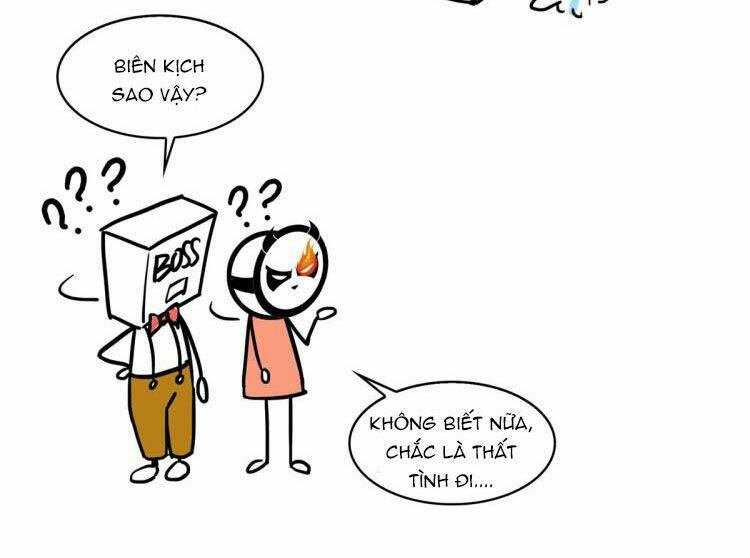 BIÊN KỊCH
SAO VẬY?
???
??
BOSS
KHÔNG BIẾT NỮA,
CHẮC LÀ THẤT
TÌNH ĐI....